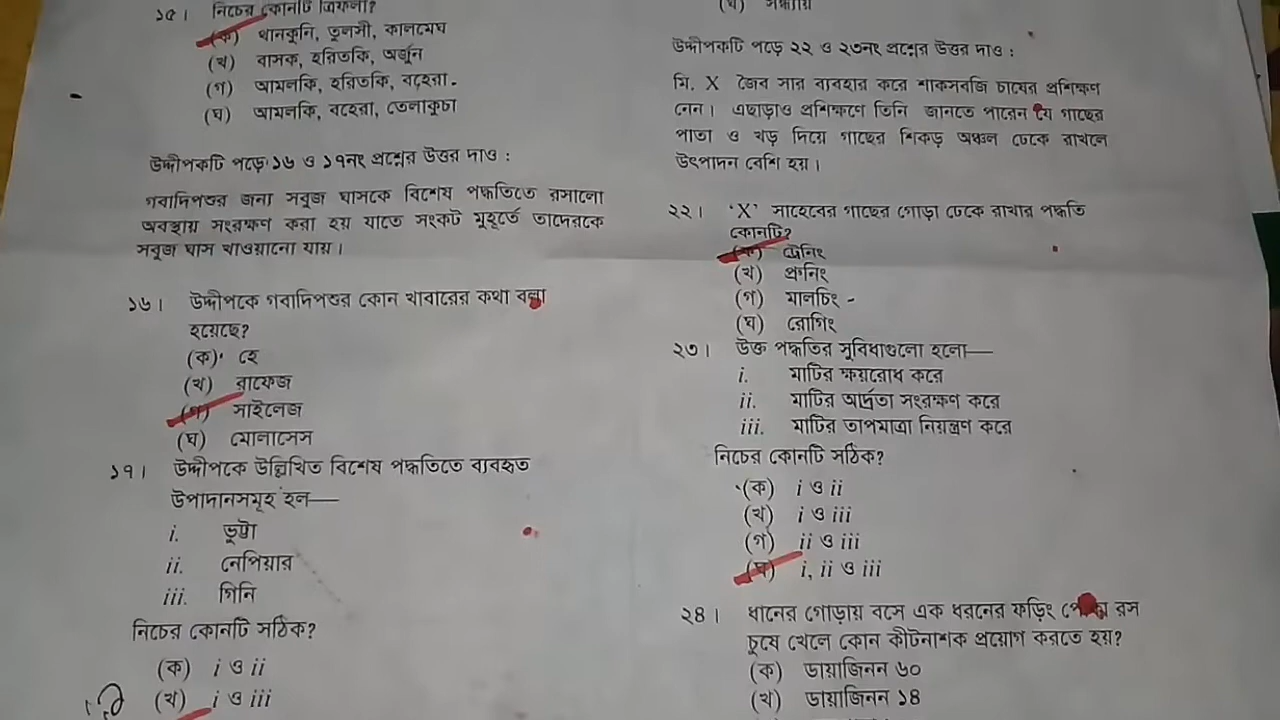 ১৫। নিচের কোনটি ত্রিফলা?
(ক) থানকুনি, তুলসী, কালমেঘ
(খ) বাসক, হরিতকি, অর্জুন
(গ) আমলকি, হরিতকি, বহেরা
(ঘ) আমলকি, বহেরা, তেলাকুচা
উদ্দীপকটি পড়ে ১৬ ও ১৭নং প্রশ্নের উত্তর দাও :
গবাদিপশুর জন্য সবুজ ঘাসকে বিশেষ পদ্ধতিতে রসালো
অবস্থায় সংরক্ষণ করা হয় যাতে সংকট মুহূর্তে তাদেরকে
সবুজ ঘাস খাওয়ানো যায়।
১৬। উদ্দীপকে গবাদিপশুর কোন খাবারের কথা বলা
হয়েছে?
(ক) হে
(খ) রাফেজ
(গ) সাইলেজ
(ঘ) মোলাসেস
১৭। উদ্দীপকে উল্লিখিত বিশেষ পদ্ধতিতে ব্যবহৃত
উপাদানসমূহ হল—
i. ভুট্টা
ii. নেপিয়ার
iii. গিনি
নিচের কোনটি সঠিক?
(ক) i ও ii
(খ) i ও iii
(ঘ) সন্ধ্যায়
উদ্দীপকটি পড়ে ২২ ও ২৩নং প্রশ্নের উত্তর দাও :
মি. X জৈব সার ব্যবহার করে শাকসবজি চাষের প্রশিক্ষণ
নেন। এছাড়াও প্রশিক্ষণে তিনি জানতে পারেন যে গাছের
পাতা ও খড় দিয়ে গাছের শিকড় অঞ্চল ঢেকে রাখলে
উৎপাদন বেশি হয়।
২২। 'X' সাহেবের গাছের গোড়া ঢেকে রাখার পদ্ধতি
কোনটি?
(ক) ট্রেনিং
(খ) প্রুনিং
(গ) মালচিং
(ঘ) রোগিং
২৩। উক্ত পদ্ধতির সুবিধাগুলো হলো—
i. মাটির ক্ষয়রোধ করে
ii. মাটির আর্দ্রতা সংরক্ষণ করে
iii. মাটির তাপমাত্রা নিয়ন্ত্রণ করে
নিচের কোনটি সঠিক?
(ক) i ও ii
(খ) i ও iii
(গ) ii ও iii
(ঘ) i, ii ও iii
২৪। ধানের গোড়ায় বসে এক ধরনের ফড়িং পোকা রস
চুষে খেলে কোন কীটনাশক প্রয়োগ করতে হয়?
(ক) ডায়াজিনন ৬০
(খ) ডায়াজিনন ১৪